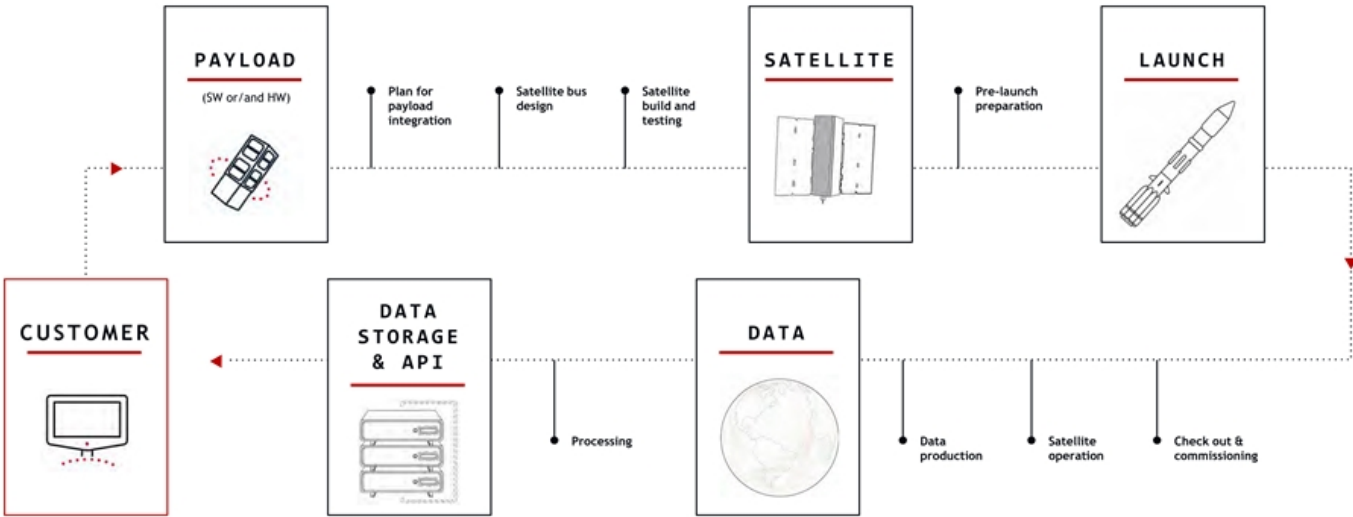 PAYLOAD
(SW or/and HW)
Plan for
payload
integration
Satellite bus
design
Satellite
build and
testing
SATELLITE
Pre-launch
preparation
LAUNCH
CUSTOMER
DATA
STORAGE
& API
Processing
DATA
Data
production
Satellite
operation
Check out &
commissioning